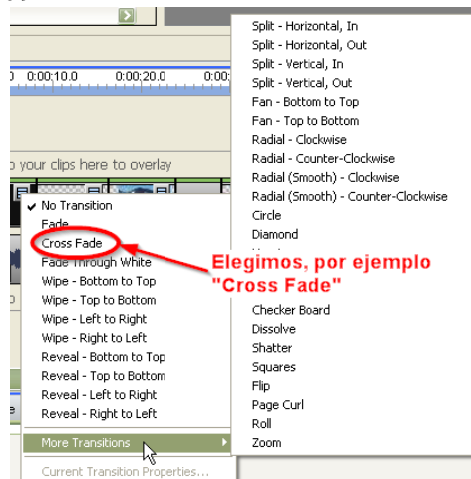 0:00:10.0 0:00:20.0 0:00:
your clips here to overlay
No Transition
Fade
Cross Fade
Fade Through White
Wipe - Bottom to Top
Wipe - Top to Bottom
Wipe - Left to Right
Wipe - Right to Left
Reveal - Bottom to Top
Reveal - Top to Bottom
Reveal - Left to Right
Reveal - Right to Left
More Transitions
Current Transition Properties...
Split - Horizontal, In
Split - Horizontal, Out
Split - Vertical, In
Split - Vertical, Out
Fan - Bottom to Top
Fan - Top to Bottom
Radial - Clockwise
Radial - Counter-Clockwise
Radial (Smooth) - Clockwise
Radial (Smooth) - Counter-Clockwise
Circle
Diamond
Elegimos, por ejemplo
"Cross Fade"
Checker Board
Dissolve
Shatter
Squares
Flip
Page Curl
Roll
Zoom